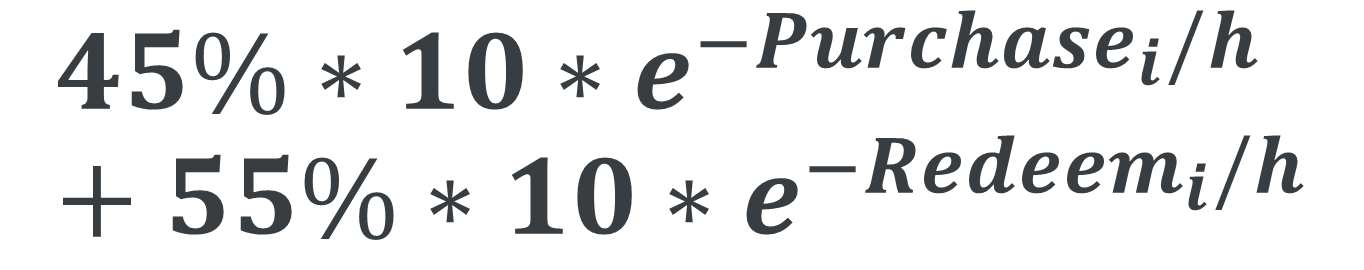 45% * 10 * e^{-Purchase_i/h}
+ 55% * 10 * e^{-Redeem_i/h}